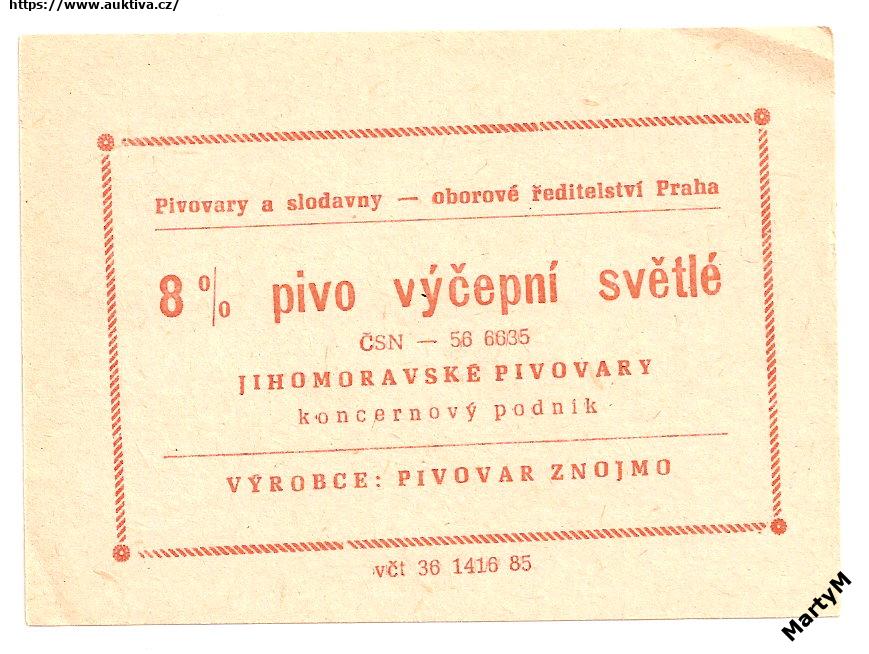 https://www.auktiva.cz/
Pivovary a slodavny — oborové ředitelství Praha
8% pivo výčepní světlé
ČSN — 56 6635
JIHOMORAVSKÉ PIVOVARY
koncernový podnik
VÝROBCE: PIVOVAR ZNOJMO
včt 36 1416 85
MartyM